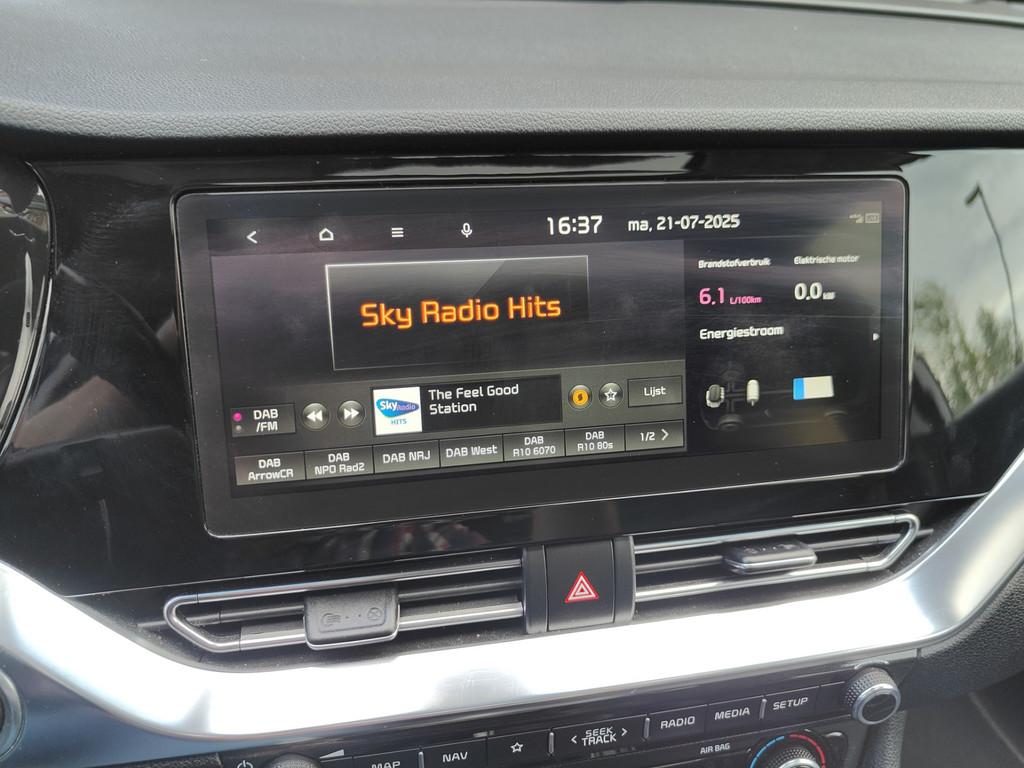 16:37 ma, 21-07-2025
Brandstofverbruik Elektrische motor
6.1 L/100km 0.0 kW
Energiestroom
Sky Radio Hits
DAB
/FM
SkyRadio
HITS
The Feel Good
Station
Lijst
DAB
ArrowCR
DAB
NPO Rad2
DAB NRJ
DAB West
DAB
R10 6070
DAB
R10 80s
1/2
MAP
NAV
SEEK
TRACK
RADIO
MEDIA
SETUP
AIR BAG